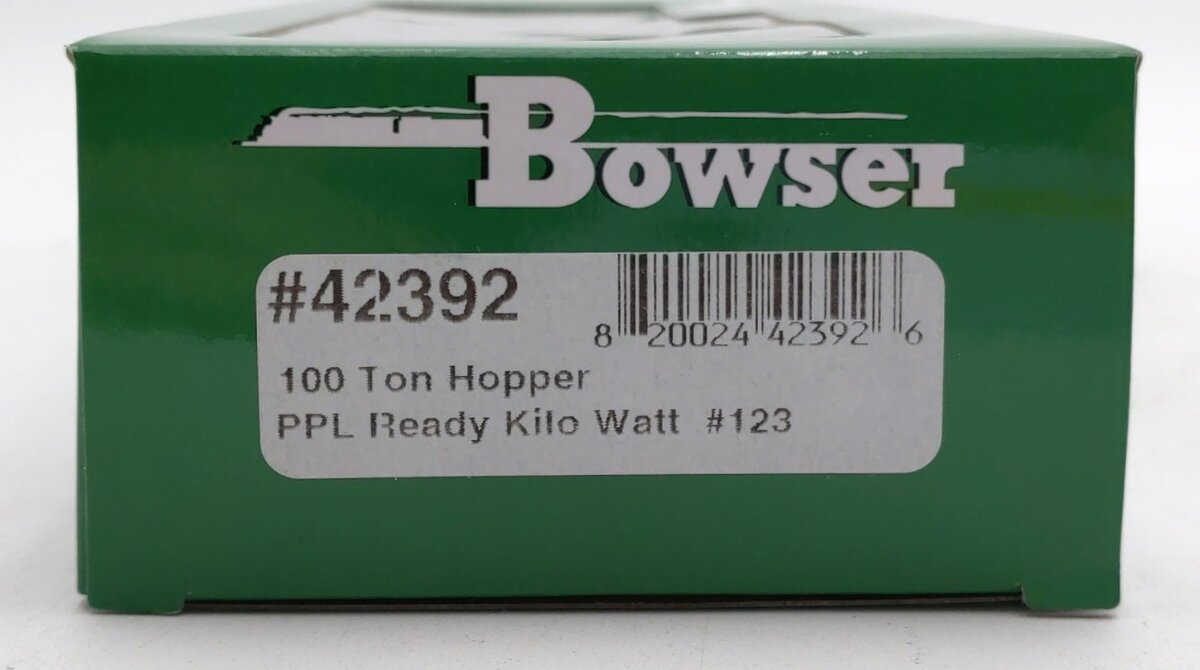 Bowser
#42392
8 20024 42392 6
100 Ton Hopper
PPL Ready Kilo Watt #123